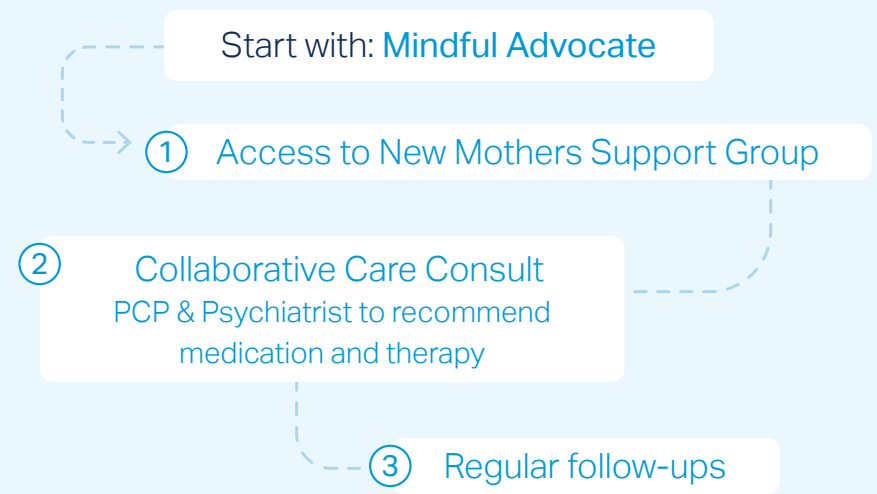 Start with: Mindful Advocate
1 Access to New Mothers Support Group
2 Collaborative Care Consult
PCP & Psychiatrist to recommend
medication and therapy
3 Regular follow-ups